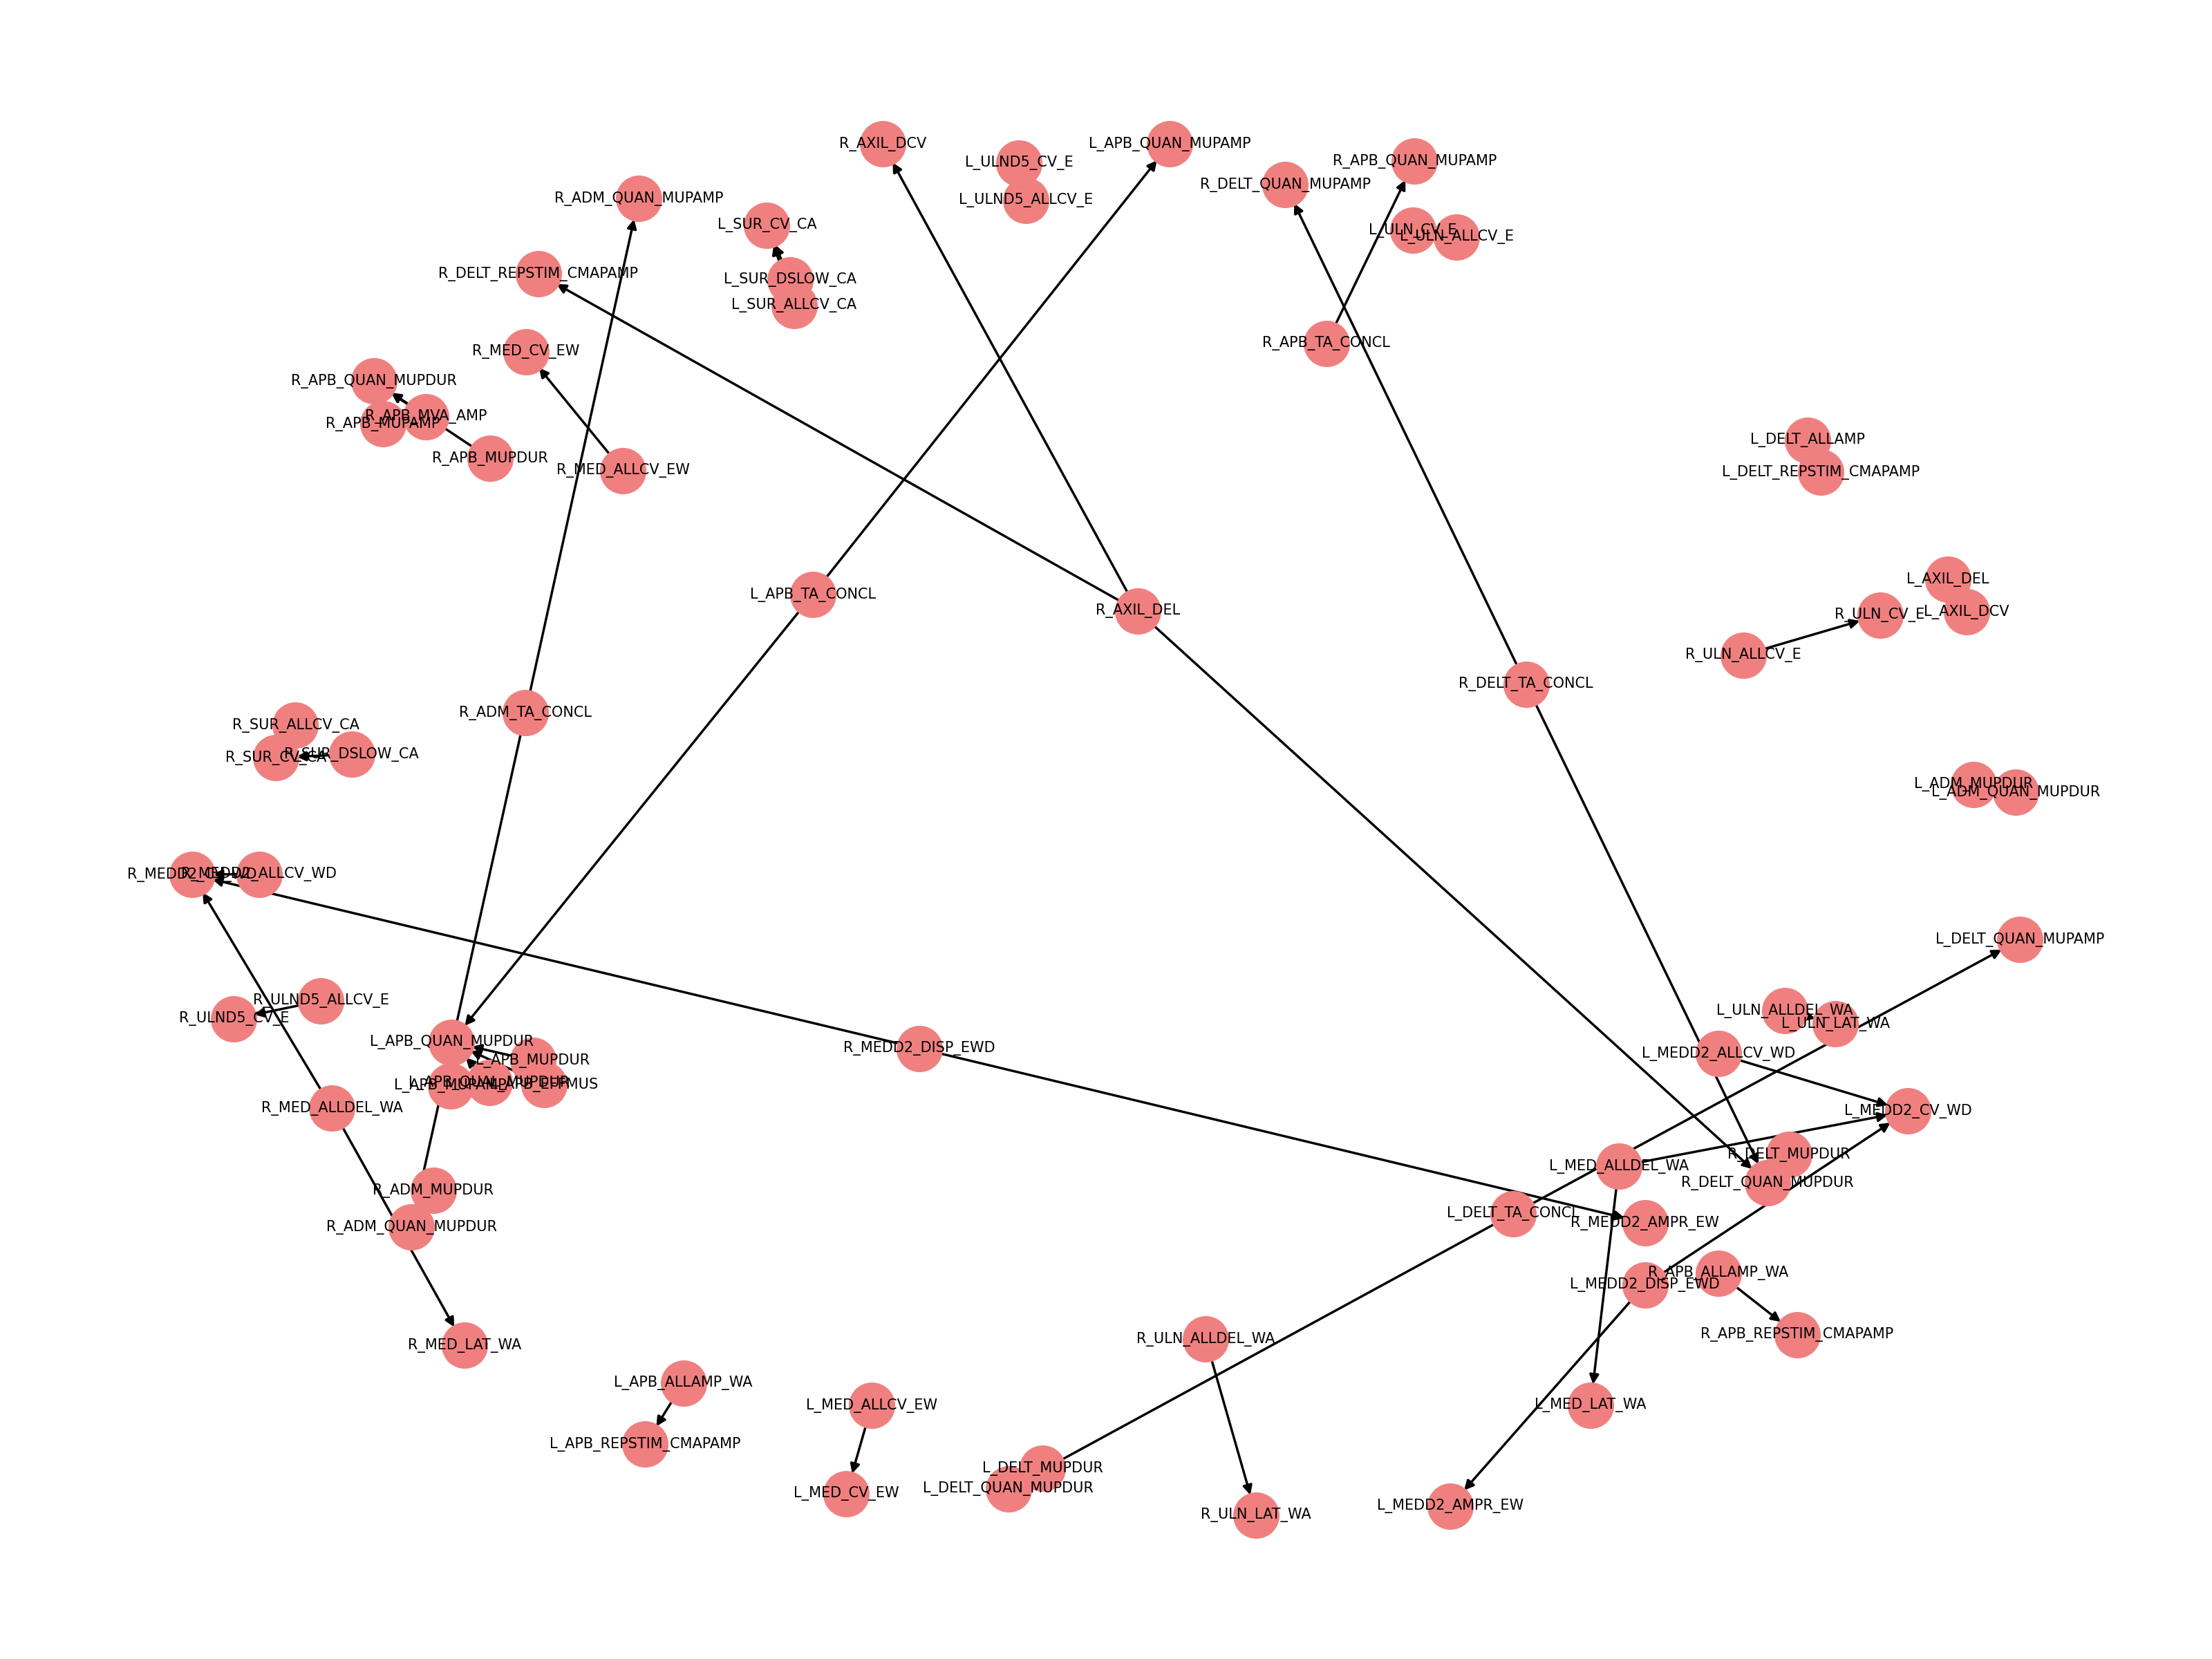 R_AXIL_DCV
L_APB_QUAN_MUPAMP
R_APB_QUAN_MUPAMP
L_ULND5_CV_E
R_DELT_QUAN_MUPAMP
R_ADM_QUAN_MUPAMP
L_ULND5_ALLCV_E
L_SUR_CV_CA
L_ULN_CV_E
L_ULN_ALLCV_E
R_DELT_REPSTIM_CMAPAMP
L_SUR_DSLOW_CA
L_SUR_ALLCV_CA
R_APB_TA_CONCL
R_MED_CV_EW
R_APB_QUAN_MUPDUR
R_APB_MVA_AMP
R_APB_MUPAMP
L_DELT_ALLAMP
R_APB_MUPDUR
R_MED_ALLCV_EW
L_DELT_REPSTIM_CMAPAMP
L_AXIL_DEL
L_APB_TA_CONCL
R_AXIL_DEL
R_ULN_CV_E
L_AXIL_DCV
R_ULN_ALLCV_E
R_DELT_TA_CONCL
R_ADM_TA_CONCL
R_SUR_ALLCV_CA
R_SUR_DSLOW_CA
R_SUR_CV_CA
L_ADM_MUPDUR
L_ADM_QUAN_MUPDUR
R_MEDD2_CV_WD
R_MEDD2_ALLCV_WD
L_DELT_QUAN_MUPAMP
R_ULND5_ALLCV_E
R_ULND5_CV_E
L_ULN_ALLDEL_WA
L_ULN_LAT_WA
L_APB_QUAN_MUPDUR
R_MEDD2_DISP_EWD
L_MEDD2_ALLCV_WD
L_APB_MUPDUR
L_APB_QUAL_MUPDUR
L_APB_MUPAMP
L_APB_EFFMUS
R_MED_ALLDEL_WA
L_MEDD2_CV_WD
R_DELT_MUPDUR
L_MED_ALLDEL_WA
R_DELT_QUAN_MUPDUR
R_ADM_MUPDUR
L_DELT_TA_CONCL
R_MEDD2_AMPR_EW
R_ADM_QUAN_MUPDUR
R_APB_ALLAMP_WA
L_MEDD2_DISP_EWD
R_APB_REPSTIM_CMAPAMP
R_ULN_ALLDEL_WA
R_MED_LAT_WA
L_APB_ALLAMP_WA
L_MED_ALLCV_EW
L_MED_LAT_WA
L_APB_REPSTIM_CMAPAMP
L_DELT_MUPDUR
L_DELT_QUAN_MUPDUR
L_MED_CV_EW
L_MEDD2_AMPR_EW
R_ULN_LAT_WA